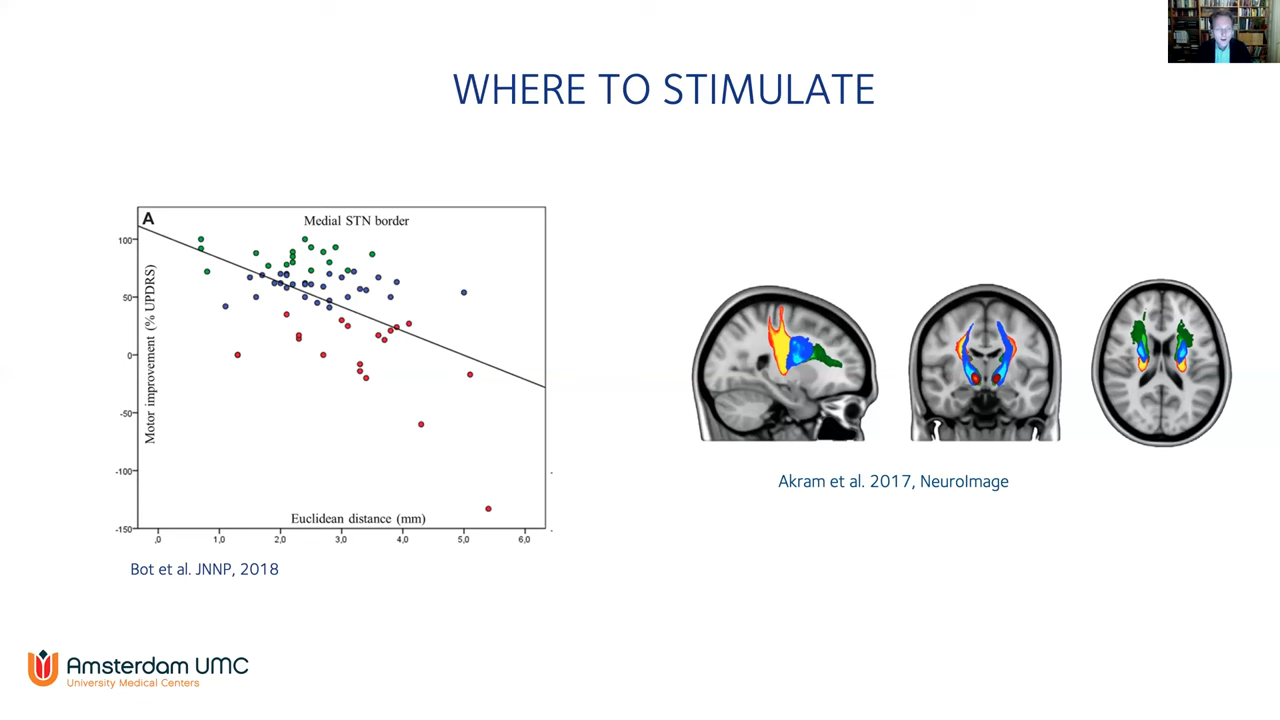 WHERE TO STIMULATE
A
Medial STN border
Motor improvement (% UPDRS)
100
50
0
-50
-100
-150
Euclidean distance (mm)
,0 1,0 2,0 3,0 4,0 5,0 6,0
Bot et al. JNNP, 2018
Akram et al. 2017, NeuroImage
Amsterdam UMC
University Medical Centers